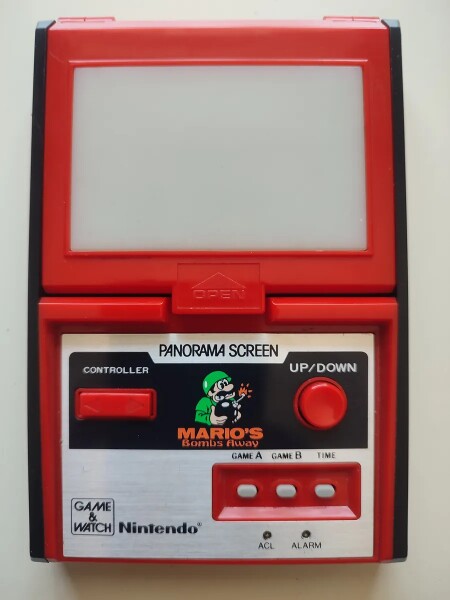 OPEN
PANORAMA SCREEN
CONTROLLER
UP/DOWN
MARIO'S
Bombs Away
GAME A GAME B TIME
GAME
&
WATCH
Nintendo®
ACL ALARM